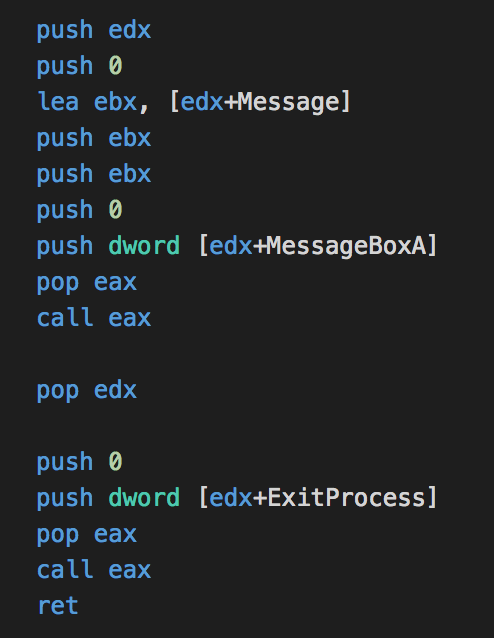 push edx
push 0
lea ebx, [edx+Message]
push ebx
push ebx
push 0
push dword [edx+MessageBoxA]
pop eax
call eax
pop edx
push 0
push dword [edx+ExitProcess]
pop eax
call eax
ret